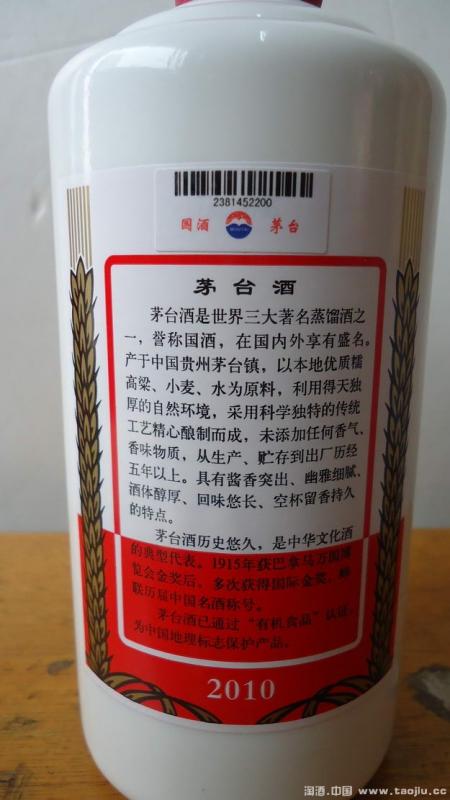 2381452200
国酒 MOUTAI 茅台
茅台酒
茅台酒是世界三大著名蒸馏酒之
一，誉称国酒，在国内外享有盛名。
产于中国贵州茅台镇，以本地优质糯
高梁、小麦、水为原料，利用得天独
厚的自然环境，采用科学独特的传统
工艺精心酿制而成，未添加任何香气、
香味物质，从生产、贮存到出厂历经
五年以上。具有酱香突出、幽雅细腻、
酒体醇厚、回味悠长、空杯留香持久
的特点。
茅台酒历史悠久，是中华文化酒
的典型代表。1915年获巴拿马万国博
览会金奖后，多次获得国际金奖，蝉
联历届中国名酒称号。
茅台酒已通过“有机食品”认证，
为中国地理标志保护产品。
2010
淘酒.中国 www.taojiu.cc